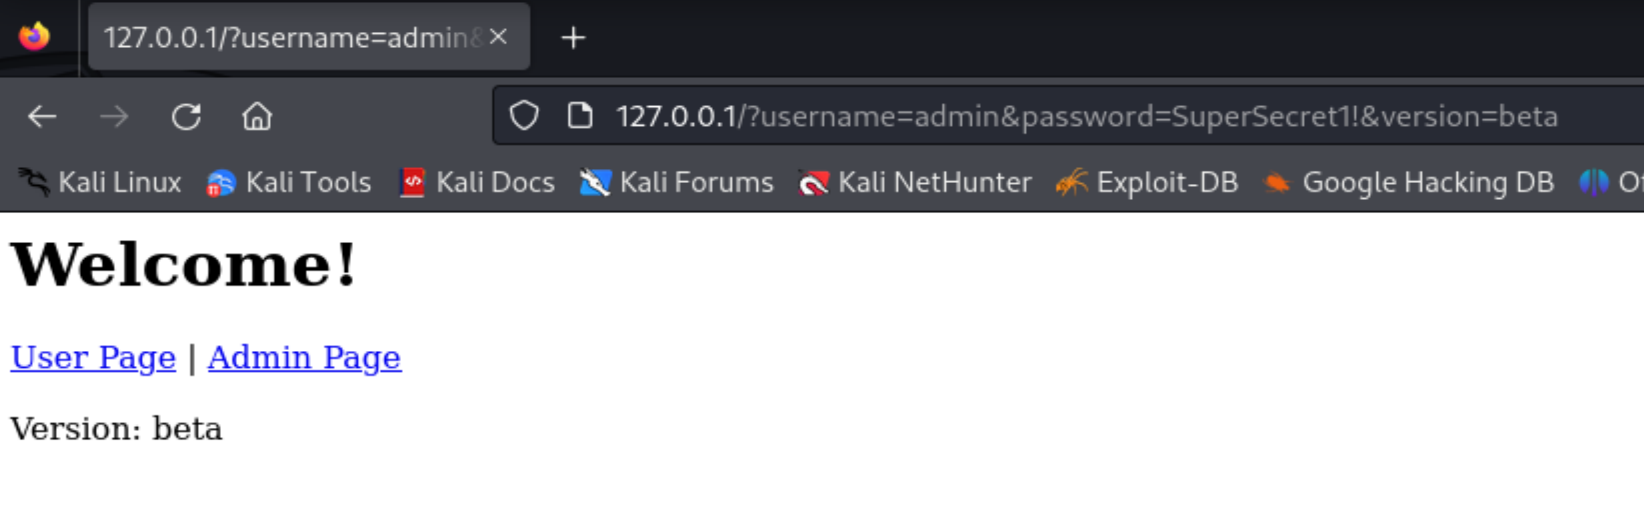 127.0.0.1/?username=admin&
127.0.0.1/?username=admin&password=SuperSecret1!&version=beta
Kali Linux Kali Tools Kali Docs Kali Forums Kali NetHunter Exploit-DB Google Hacking DB
Welcome!
User Page | Admin Page
Version: beta